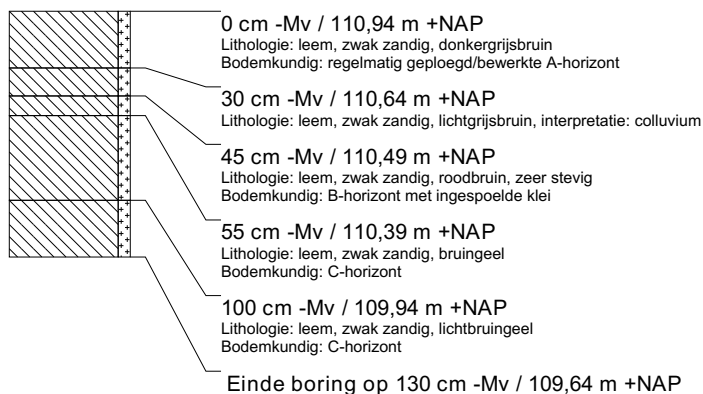 0 cm -Mv / 110,94 m +NAP
Lithologie: leem, zwak zandig, donkergrijsbruin
Bodemkundig: regelmatig geploegd/bewerkte A-horizont
30 cm -Mv / 110,64 m +NAP
Lithologie: leem, zwak zandig, lichtgrijsbruin, interpretatie: colluvium
45 cm -Mv / 110,49 m +NAP
Lithologie: leem, zwak zandig, roodbruin, zeer stevig
Bodemkundig: B-horizont met ingespoelde klei
55 cm -Mv / 110,39 m +NAP
Lithologie: leem, zwak zandig, bruingeel
Bodemkundig: C-horizont
100 cm -Mv / 109,94 m +NAP
Lithologie: leem, zwak zandig, lichtbruingeel
Bodemkundig: C-horizont
Einde boring op 130 cm -Mv / 109,64 m +NAP